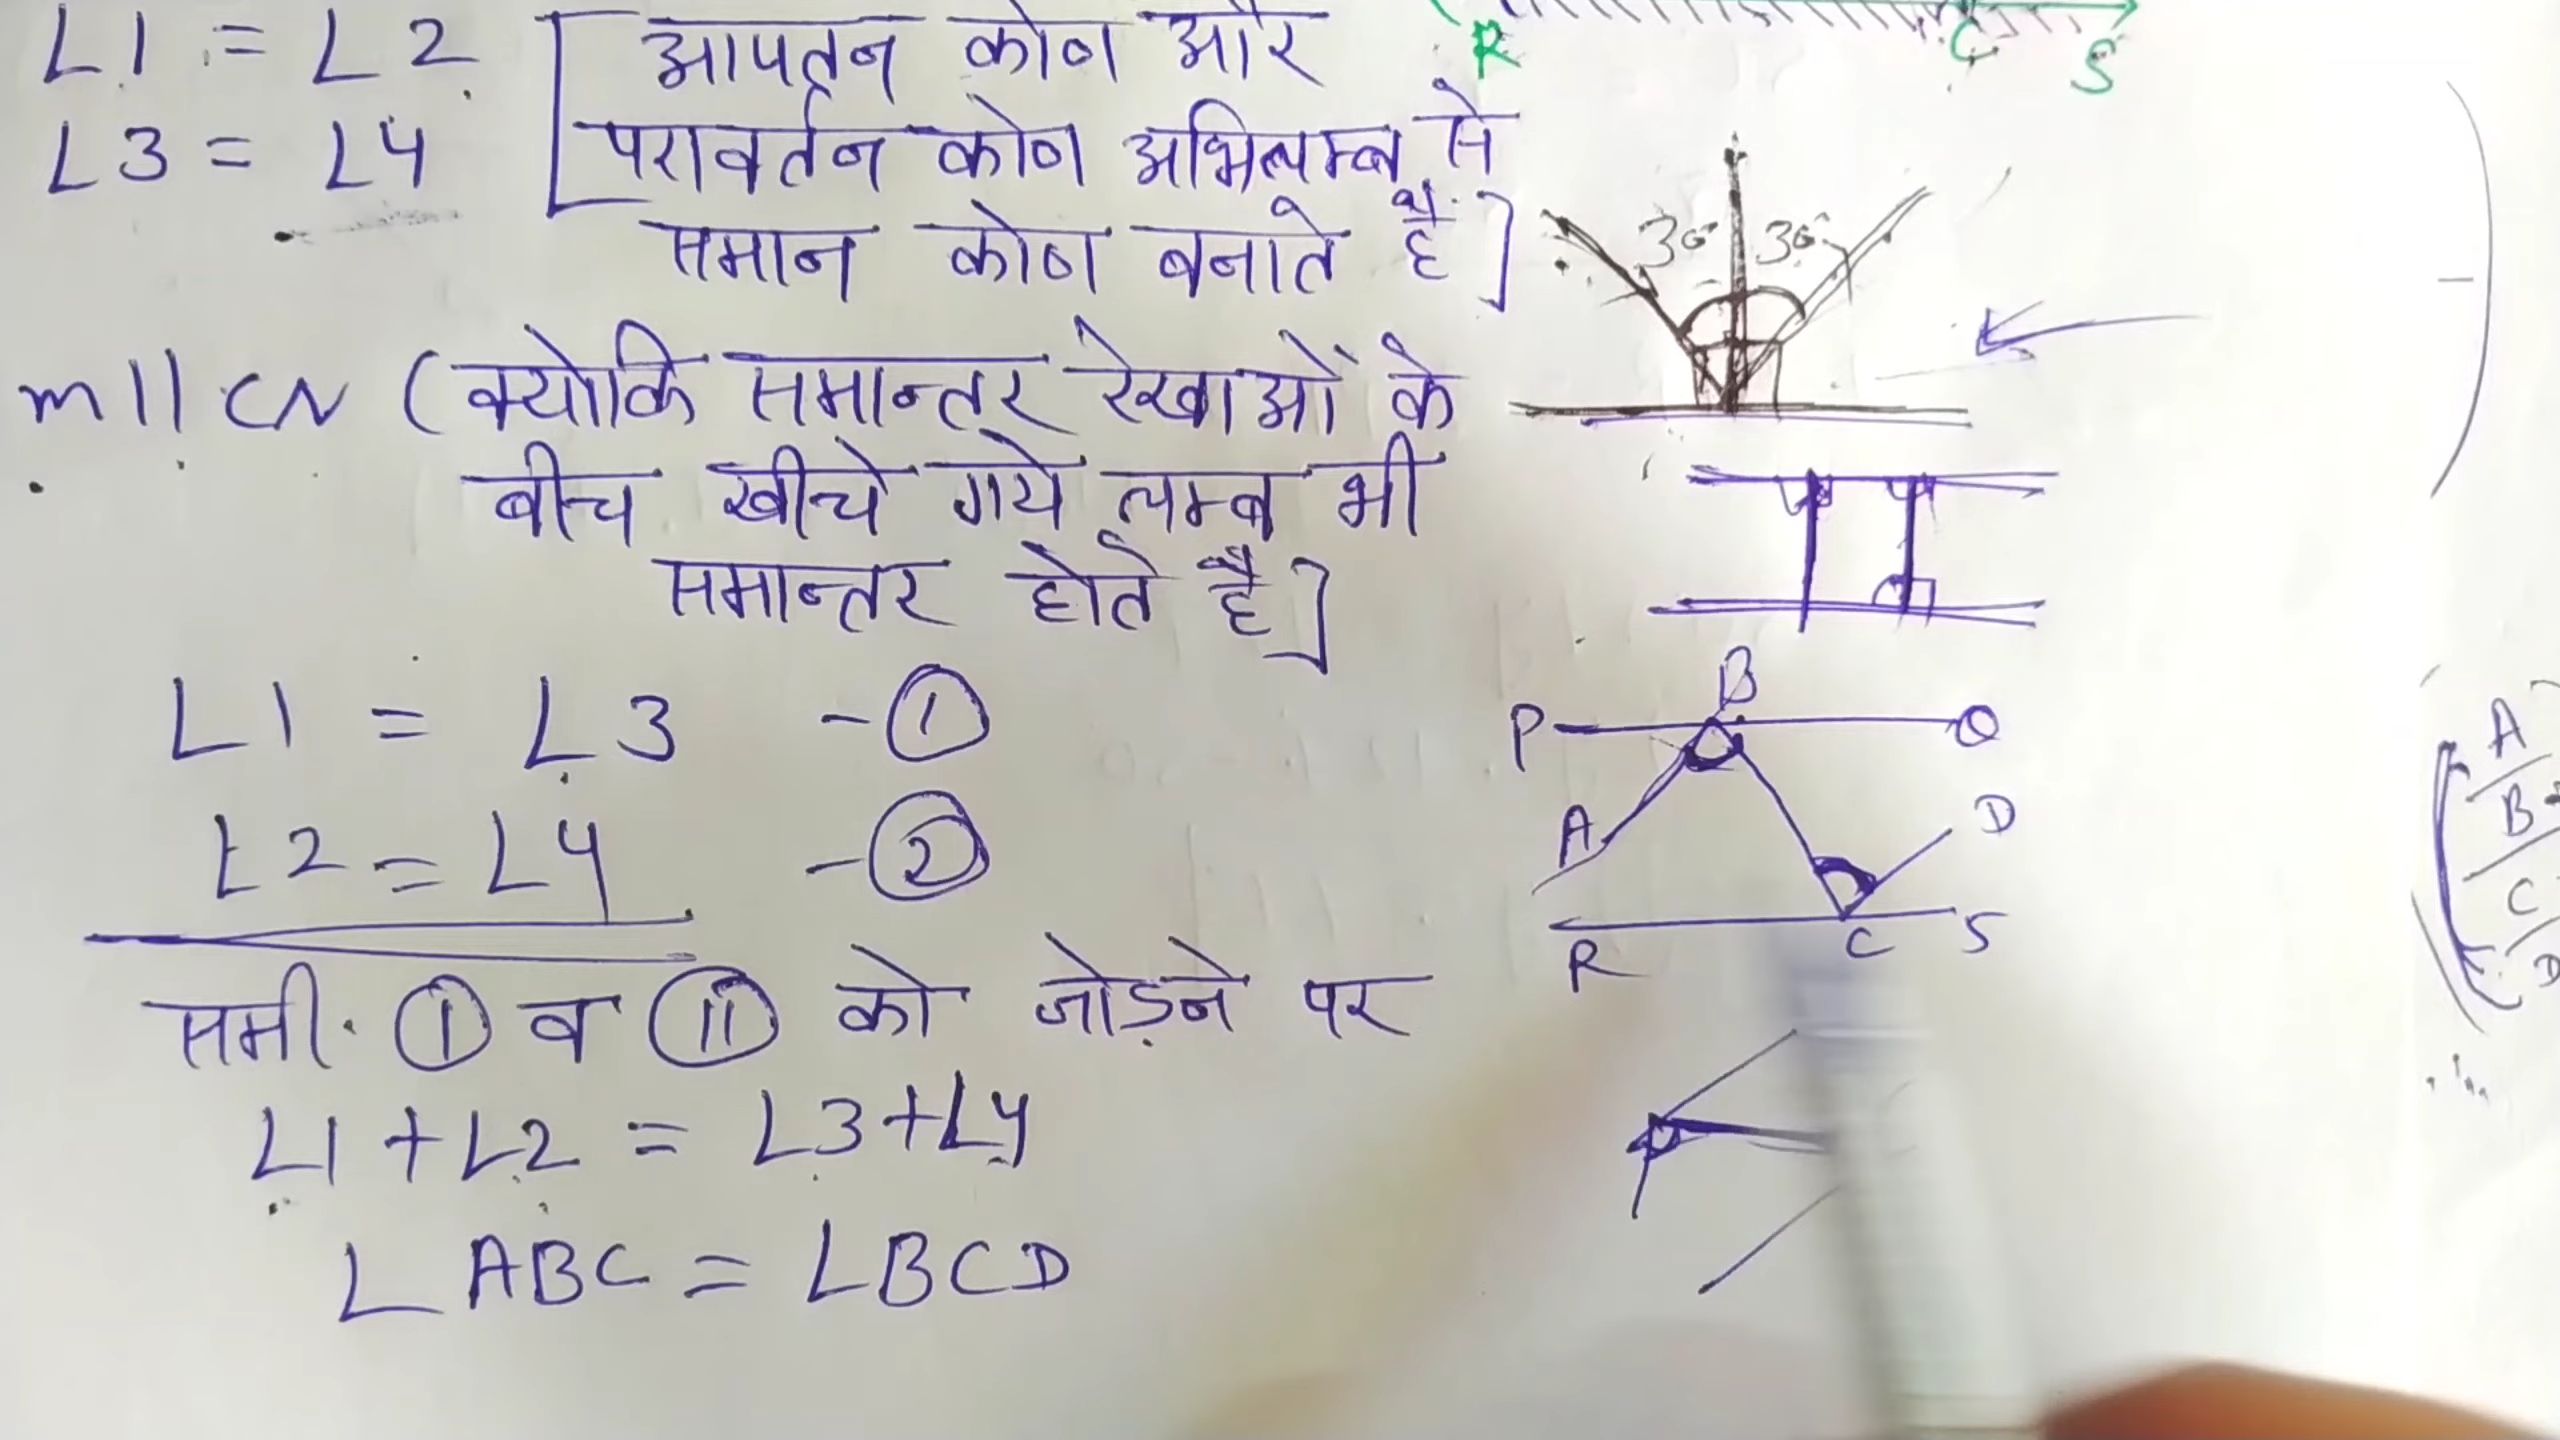 ∠1 = ∠2 [आपतन कोण और
∠3 = ∠4 परावर्तन कोण अभिलम्ब से
समान कोण बनाते है]
m || CN (क्योकि समान्तर रेखाओं के
बीच खीचे गये लम्ब भी
समान्तर होते है]
∠1 = ∠3 -①
∠2 = ∠4 -②
समी. Ⓘ व ⑪ को जोड़ने पर
∠1 + ∠2 = ∠3 + ∠4
∠ABC = ∠BCD
R C S
30 30
B
P Q
A D
R C S
A
B
C
D